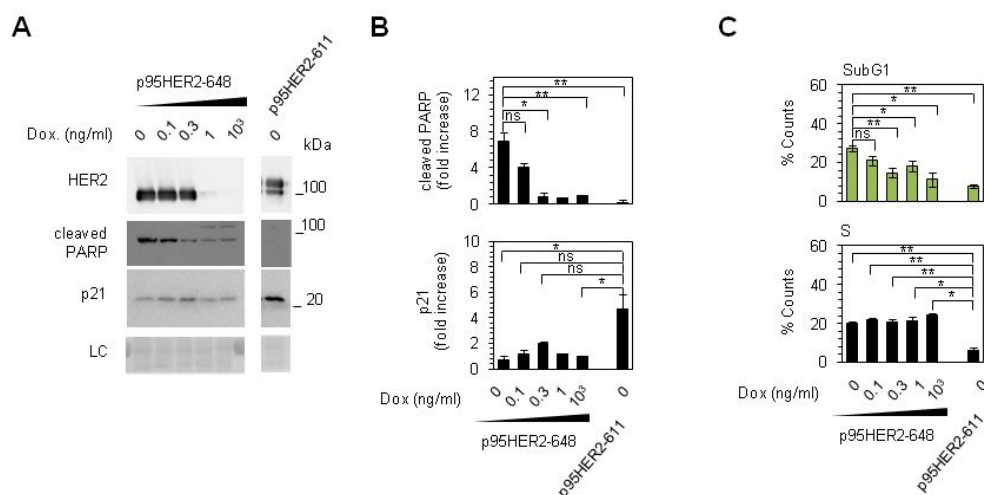 A
p95HER2-648
p95HER2-611
Dox. (ng/ml)
0 0.1 0.3 1 10³ 0
kDa
HER2
_100
cleaved
PARP
_100
p21
_ 20
LC
B
**
**
*
ns
12
8
4
0
cleaved PARP
(fold increase)
*
ns
ns
*
10
8
6
4
2
0
p21
(fold increase)
Dox (ng/ml)
0 0.1 0.3 1 10³ 0
p95HER2-648
p95HER2-611
C
SubG1
**
*
*
**
ns
60
40
20
0
% Counts
S
**
**
**
*
*
60
40
20
0
% Counts
Dox (ng/ml)
0 0.1 0.3 1 10³ 0
p95HER2-648
p95HER2-611